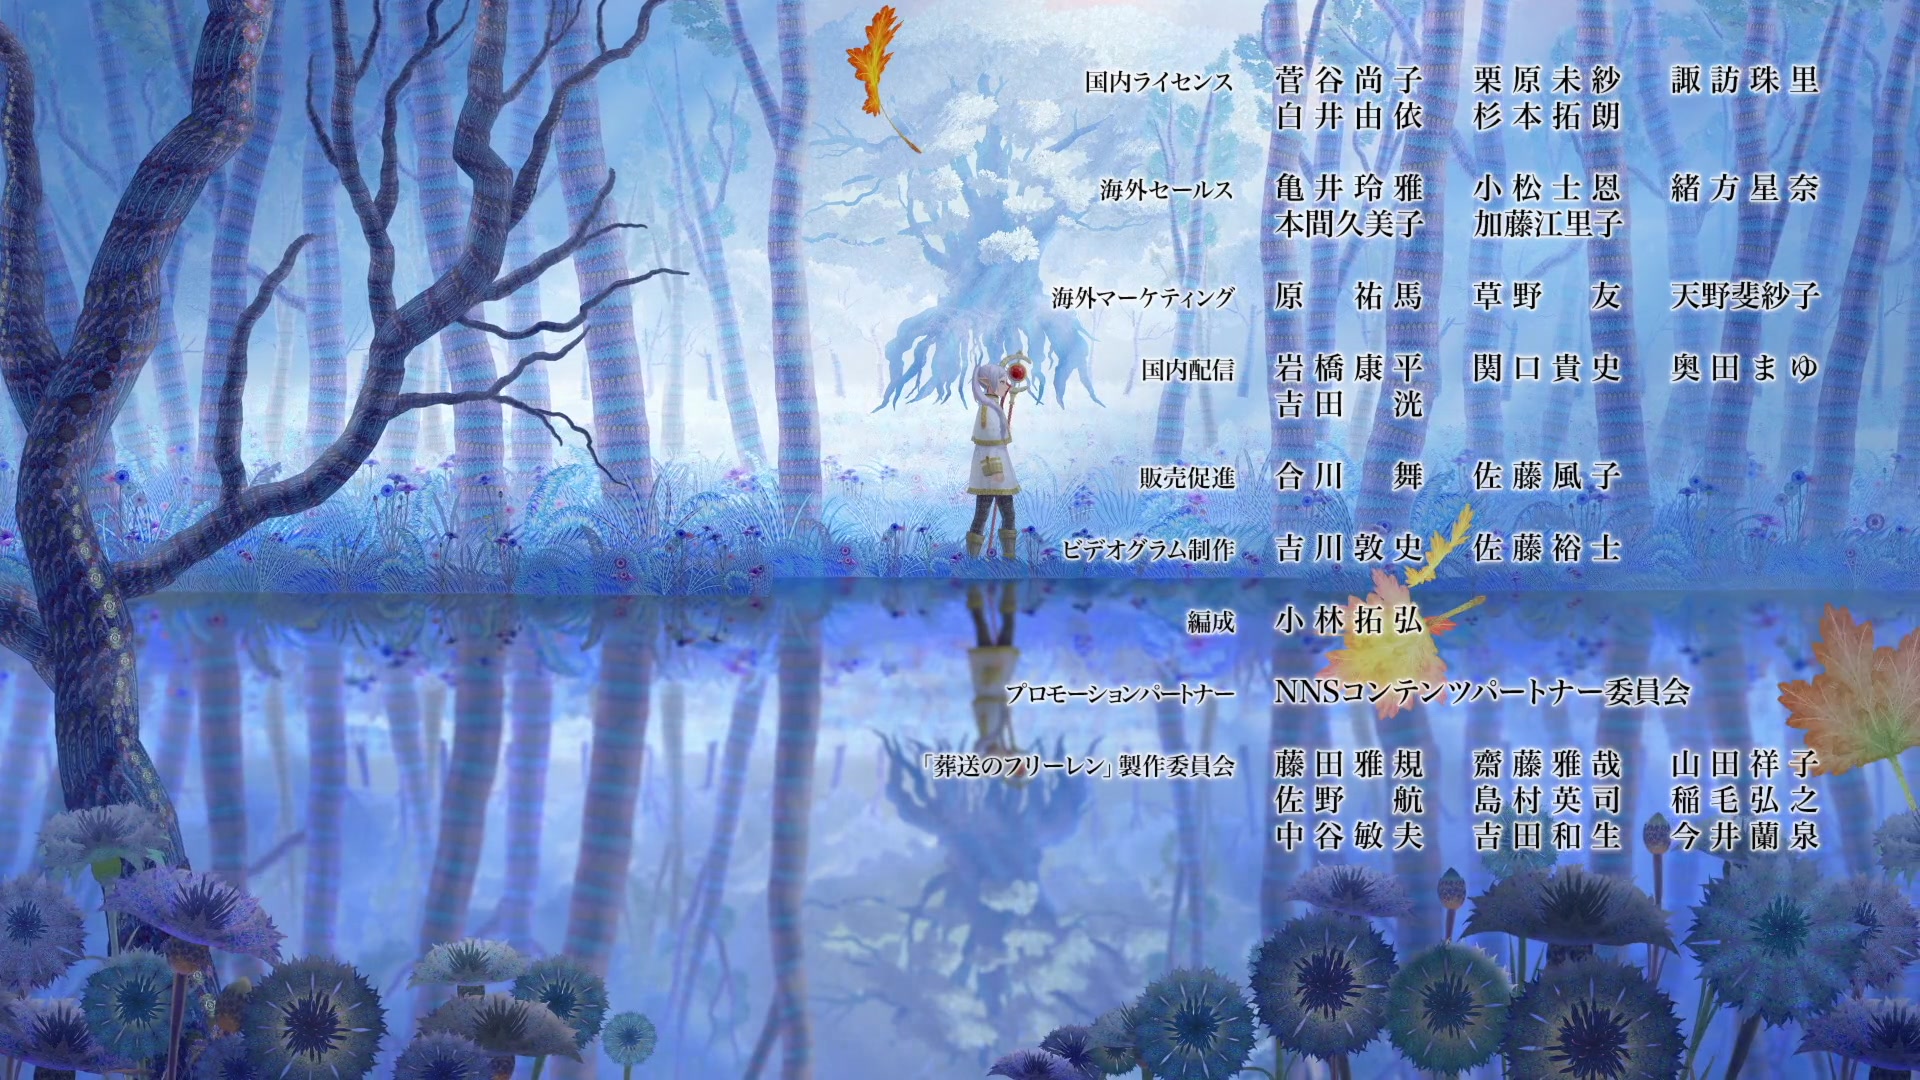 国内ライセンス 菅谷尚子 栗原未紗 諏訪珠里
白井由依 杉本拓朗
海外セールス 亀井玲雅 小松士恩 緒方星奈
本間久美子 加藤江里子
海外マーケティング 原祐馬 草野友 天野斐紗子
国内配信 岩橋康平 関口貴史 奥田まゆ
吉田洸
販売促進 合川舞 佐藤風子
ビデオグラム制作 吉川敦史 佐藤裕士
編成 小林拓弘
プロモーションパートナー NNSコンテンツパートナー委員会
「葬送のフリーレン」製作委員会 藤田雅規 齋藤雅哉 山田祥子
佐野航 島村英司 稲毛弘之
中谷敏夫 吉田和生 今井蘭泉